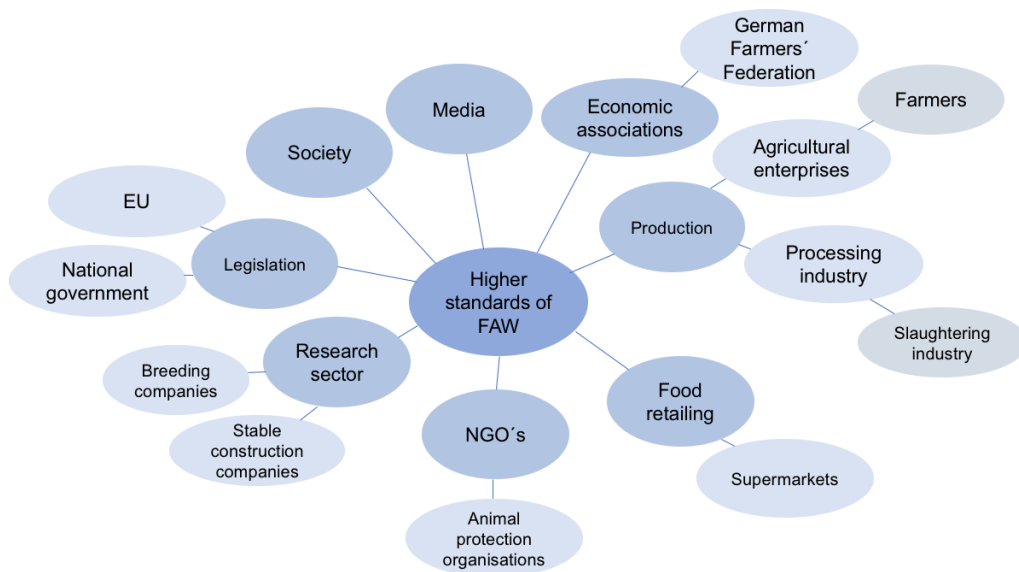 German
Farmers´
Federation
Farmers
Media
Economic
associations
Society
Agricultural
enterprises
EU
Production
Legislation
Processing
industry
National
government
Higher
standards of
FAW
Slaughtering
industry
Research
sector
Breeding
companies
Food
retailing
Stable
construction
companies
NGO´s
Supermarkets
Animal
protection
organisations